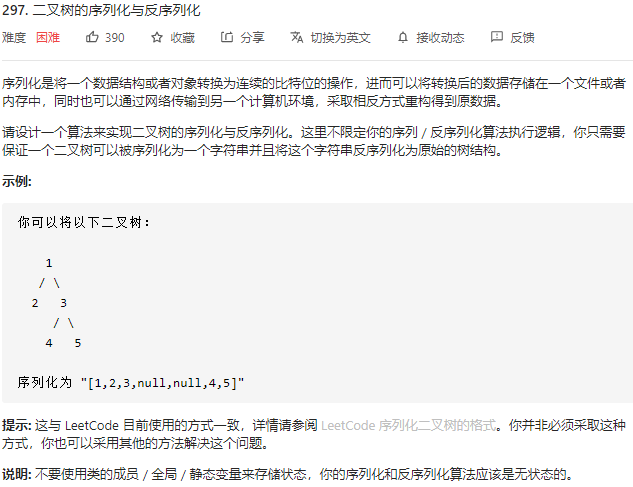 297. 二叉树的序列化与反序列化
难度 困难 390 收藏 分享 切换为英文 接收动态 反馈
序列化是将一个数据结构或者对象转换为连续的比特位的操作，进而可以将转换后的数据存储在一个文件或者
内存中，同时也可以通过网络传输到另一个计算机环境，采取相反方式重构得到原数据。
请设计一个算法来实现二叉树的序列化与反序列化。这里不限定你的序列 / 反序列化算法执行逻辑，你只需要
保证一个二叉树可以被序列化为一个字符串并且将这个字符串反序列化为原始的树结构。
示例:
你可以将以下二叉树：
1
/ \
2 3
/ \
4 5
序列化为 "[1,2,3,null,null,4,5]"
提示: 这与 LeetCode 目前使用的方式一致，详情请参阅 LeetCode 序列化二叉树的格式。你并非必须采取这种
方式，你也可以采用其他的方法解决这个问题。
说明: 不要使用类的成员 / 全局 / 静态变量来存储状态，你的序列化和反序列化算法应该是无状态的。